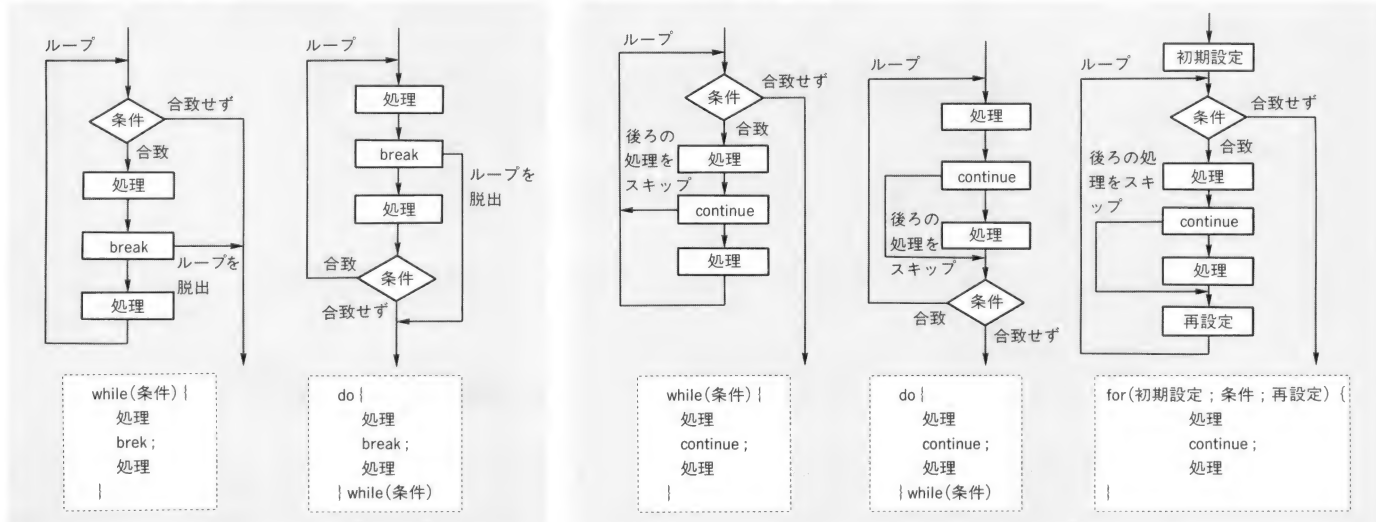 ループ
条件
合致せず
合致
処理
break
ループを
脱出
処理
while(条件){
処理
brek;
処理
}
ループ
処理
break
ループを
脱出
処理
合致
条件
合致せず
do{
処理
break;
処理
}while(条件)
ループ
条件
合致せず
合致
後ろの
処理を
スキップ
処理
continue
処理
while(条件){
処理
continue;
処理
}
ループ
処理
continue
後ろの
処理を
スキップ
処理
条件
合致
合致せず
do{
処理
continue;
処理
}while(条件)
初期設定
ループ
条件
合致せず
合致
後ろの処
理をスキ
ップ
処理
continue
処理
再設定
for(初期設定;条件;再設定){
処理
continue;
処理
}